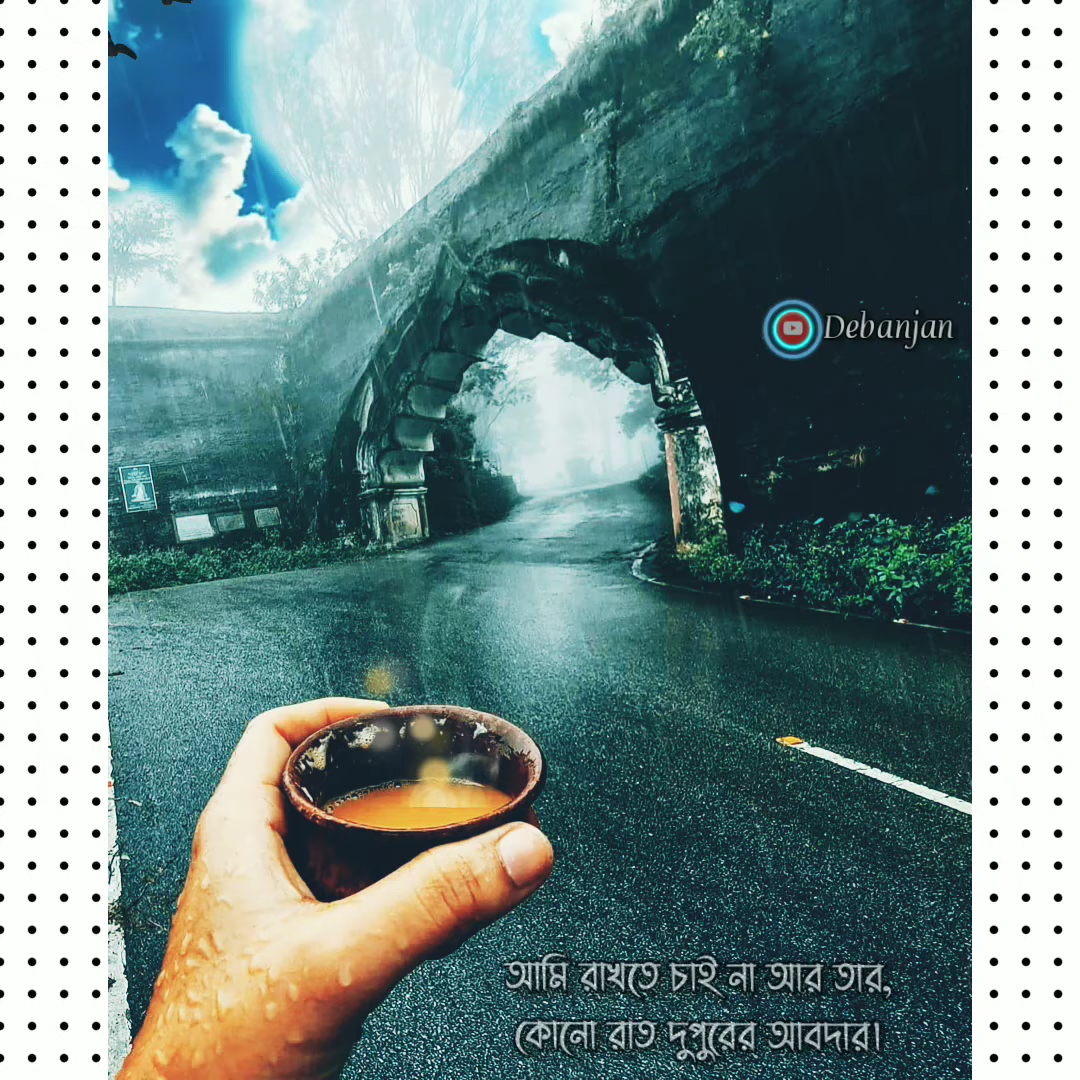 Debanjan
আমি রাখতে চাই না আর তার,
কোনো রাত দুপুরের আবদার।